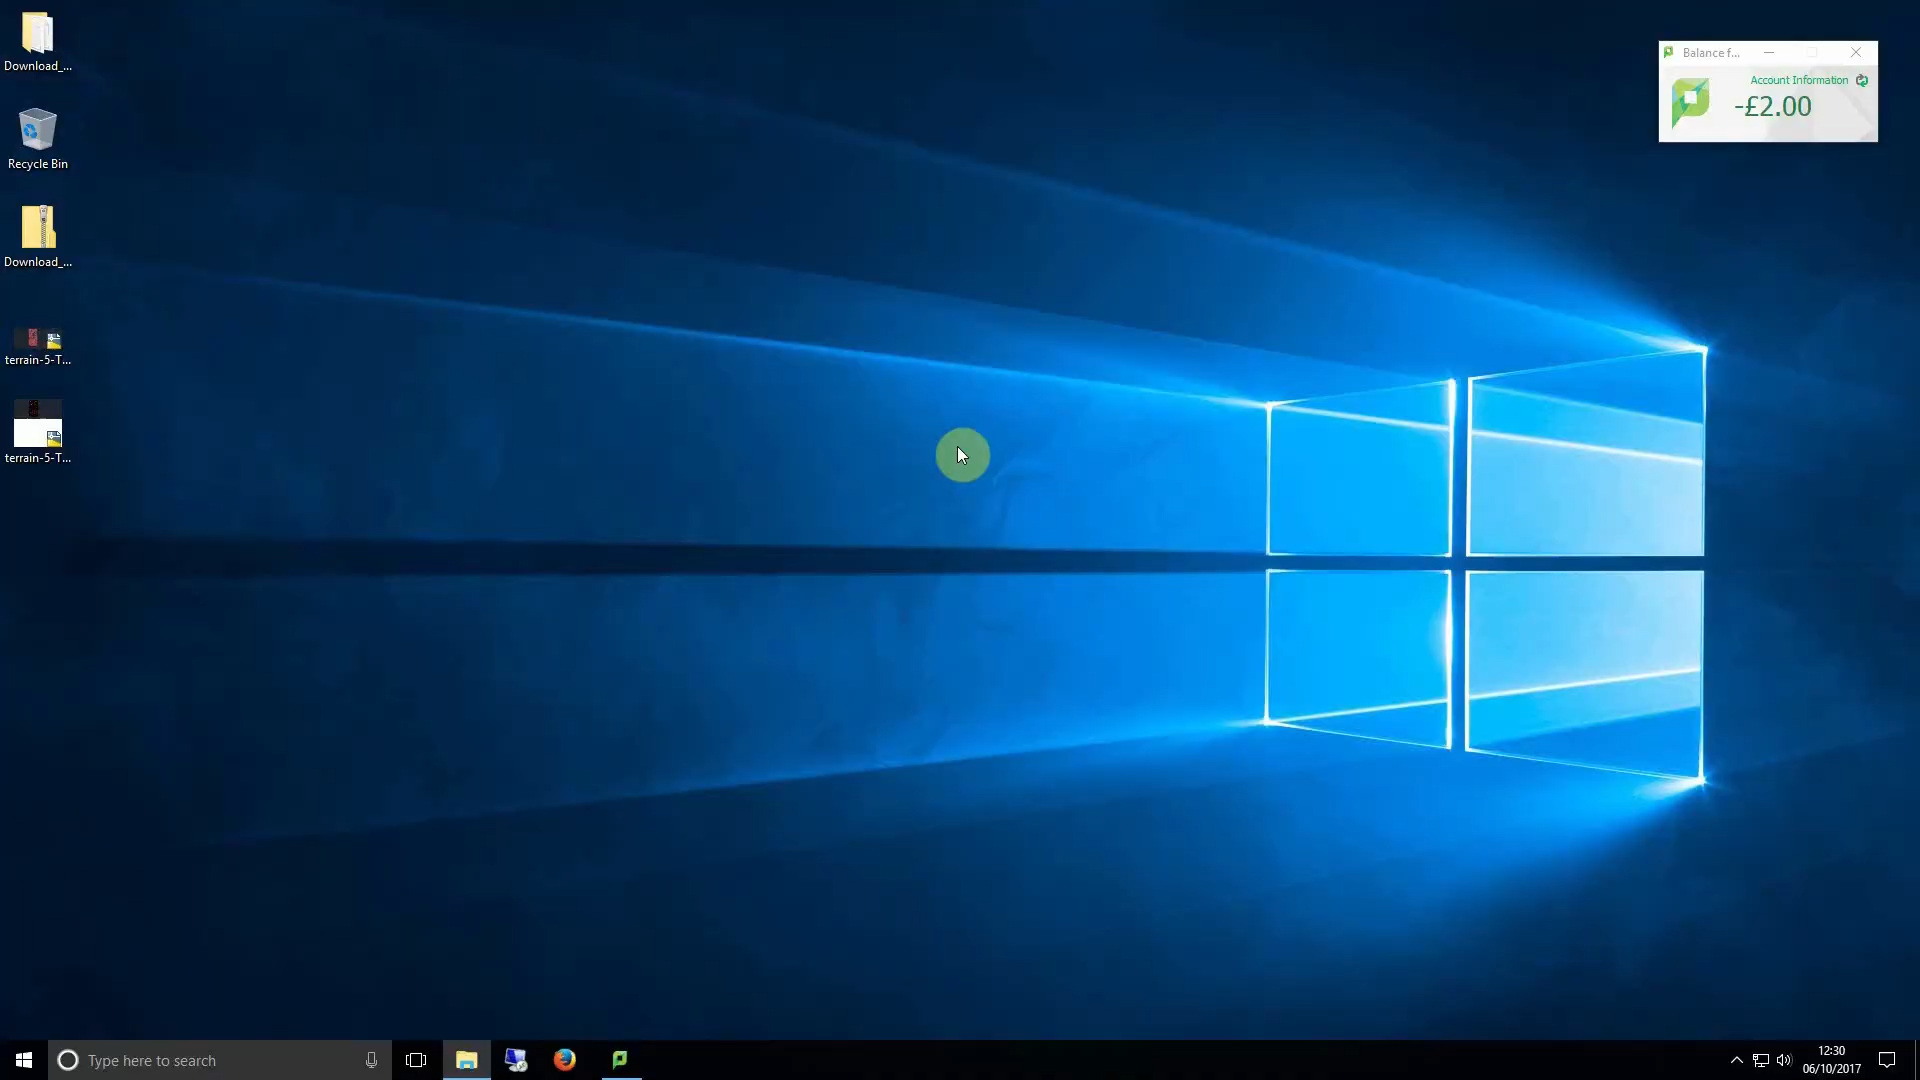 Download_...
Recycle Bin
Download_...
terrain-5-T...
terrain-5-T...
Balance f...
Account Information
-£2.00
Type here to search
12:30
06/10/2017